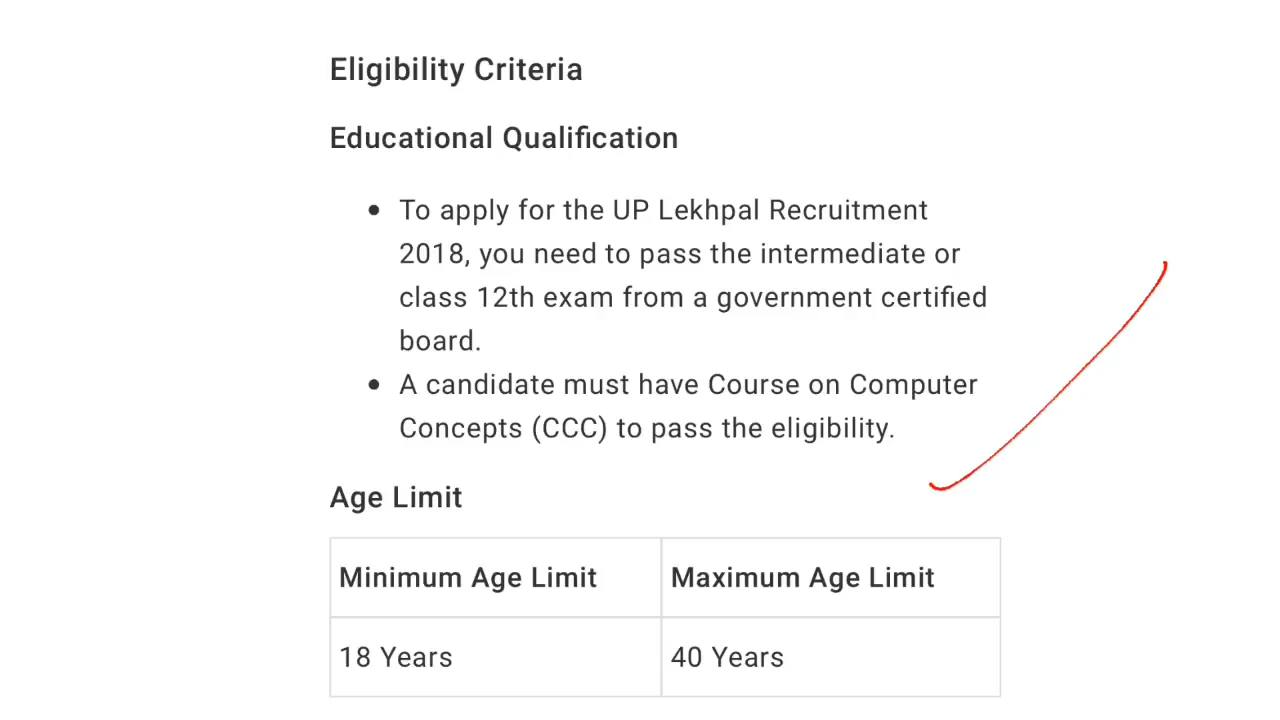 Eligibility Criteria
Educational Qualification
• To apply for the UP Lekhpal Recruitment
2018, you need to pass the intermediate or
class 12th exam from a government certified
board.
• A candidate must have Course on Computer
Concepts (CCC) to pass the eligibility.
Age Limit
Minimum Age Limit Maximum Age Limit
18 Years 40 Years